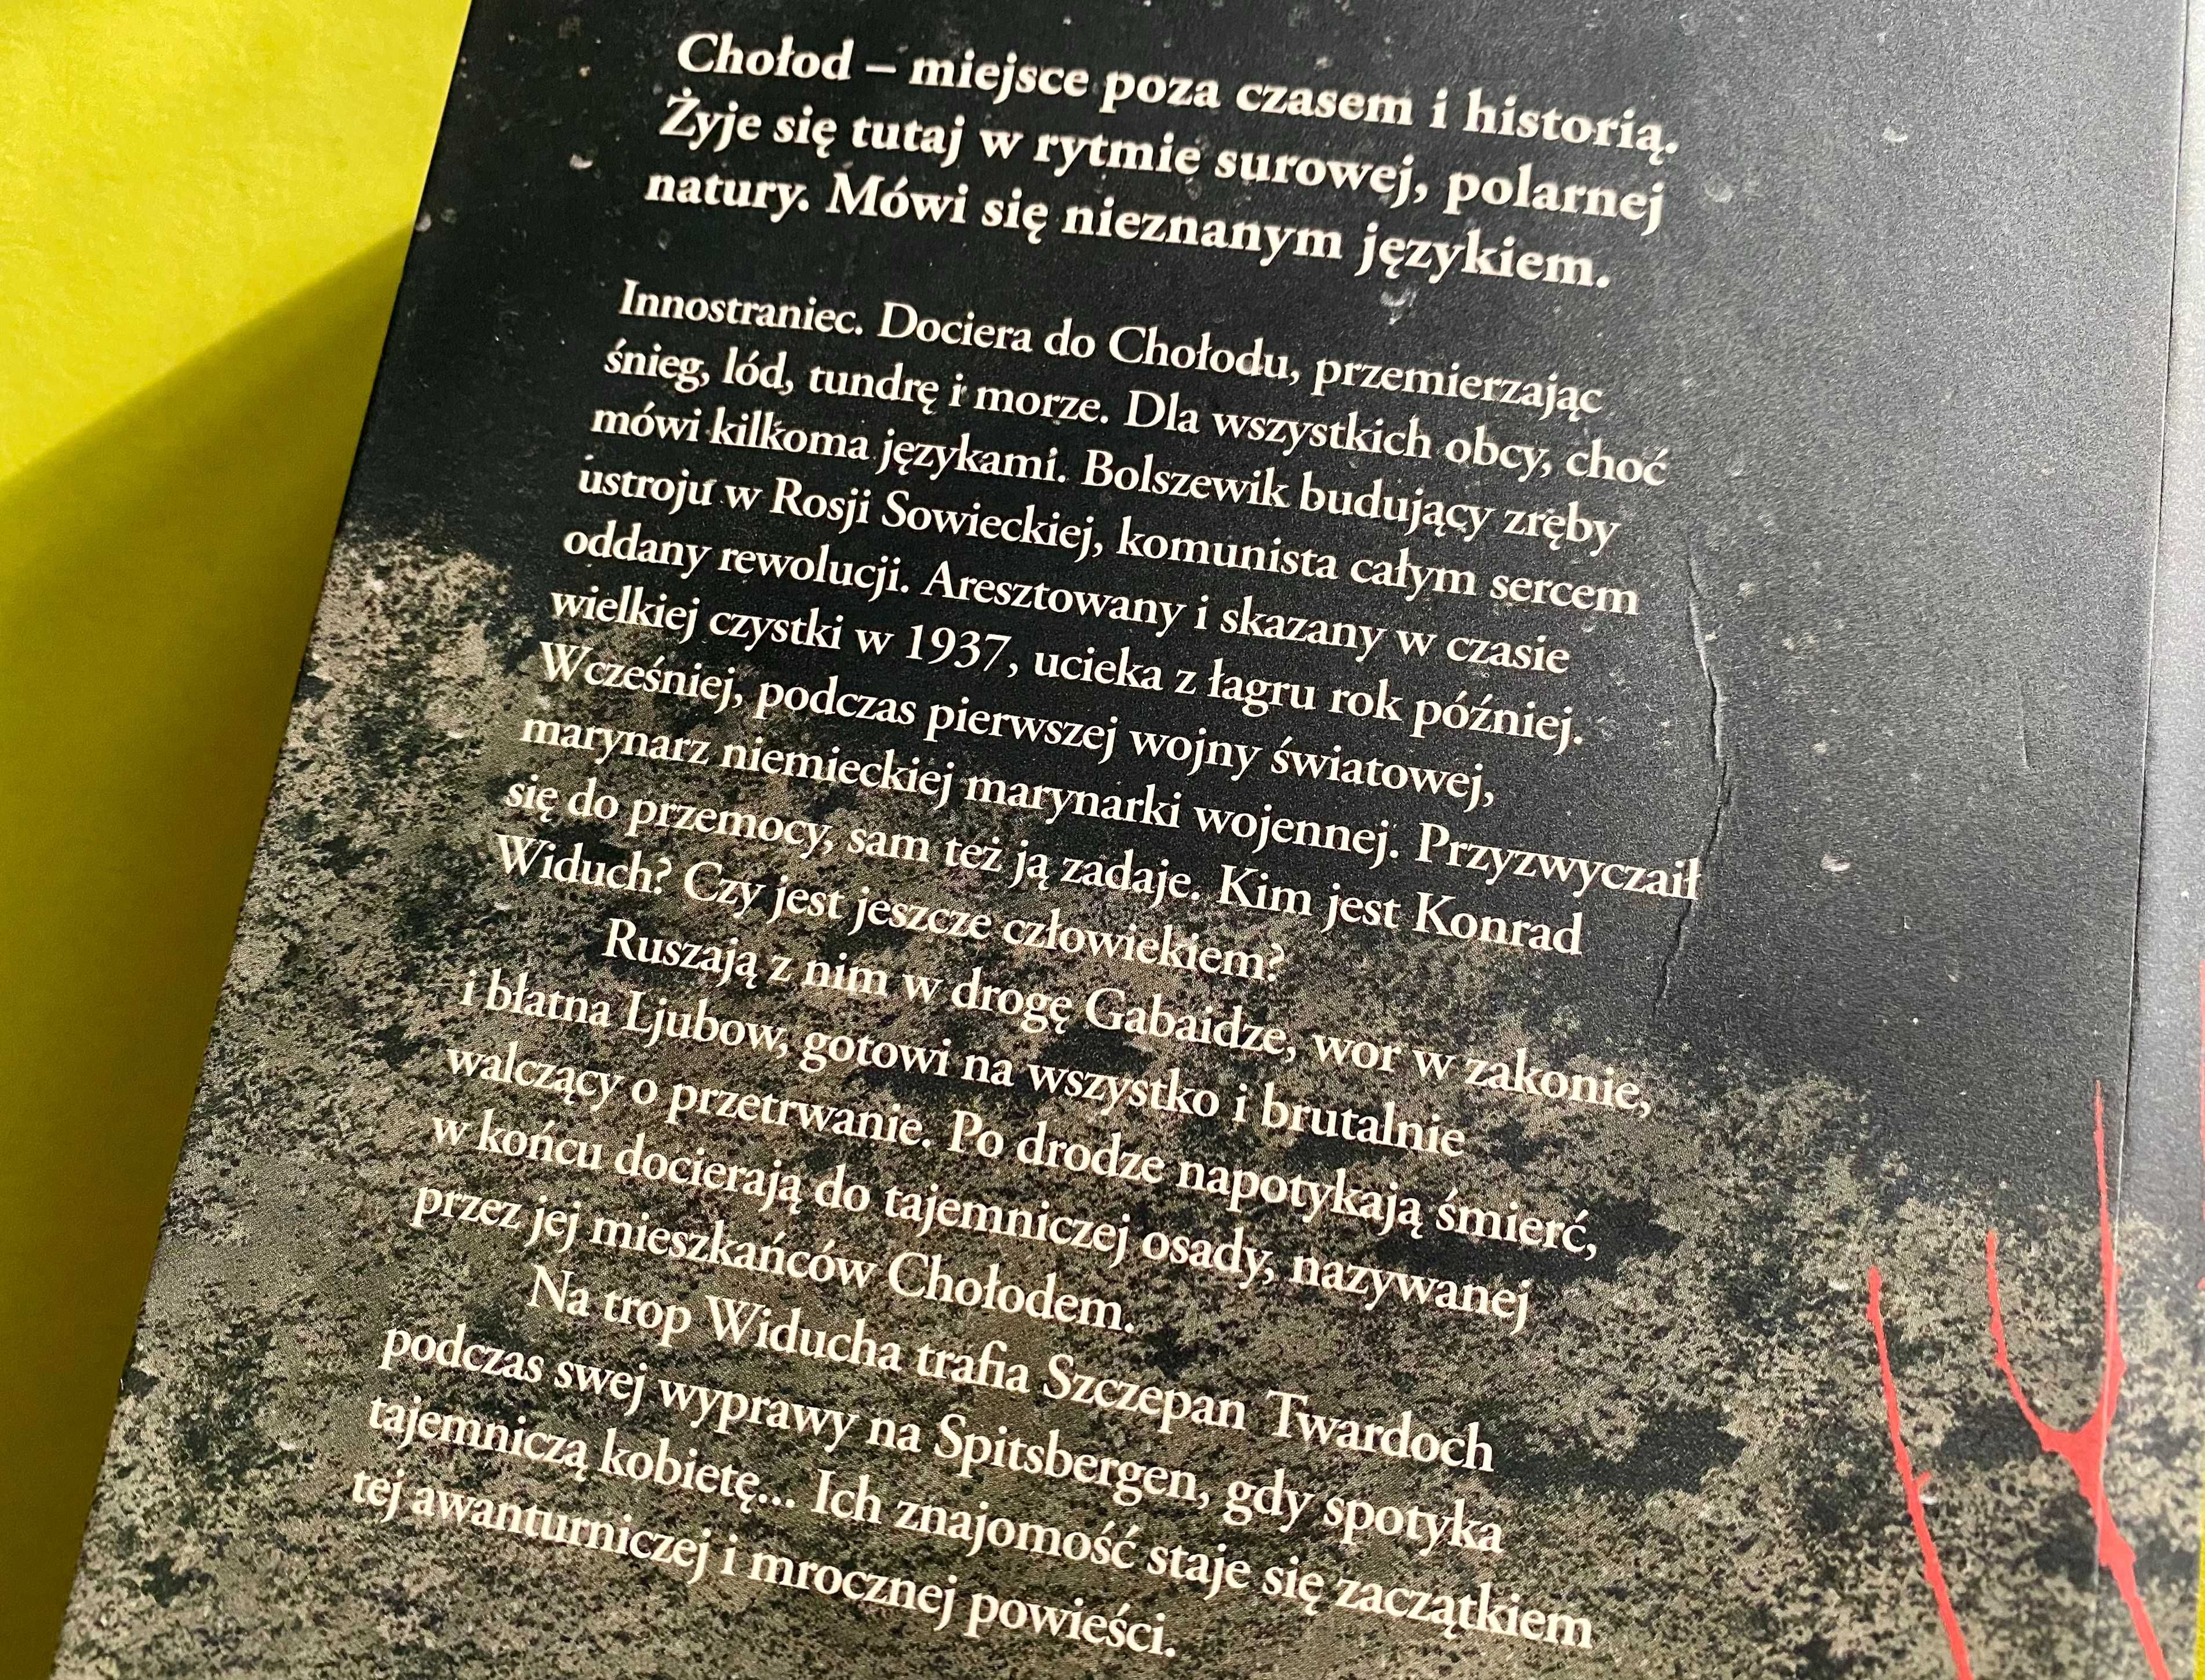 Chołod – miejsce poza czasem i historią.
Żyje się tutaj w rytmie surowej, polarnej
natury. Mówi się nieznanym językiem.
Innostraniec. Dociera do Chołodu, przemierzając
śnieg, lód, tundrę i morze. Dla wszystkich obcy, choć
mówi kilkoma językami. Bolszewik budujący zręby
ustroju w Rosji Sowieckiej, komunista całym sercem
oddany rewolucji. Aresztowany i skazany w czasie
wielkiej czystki w 1937, ucieka z łagru rok później.
Wcześniej, podczas pierwszej wojny światowej,
marynarz niemieckiej marynarki wojennej. Przyzwyczaił
się do przemocy, sam też ją zadaje. Kim jest Konrad
Widuch? Czy jest jeszcze człowiekiem?
Ruszają z nim w drogę Gabaidze, wor w zakonie,
i błatna Ljubow, gotowi na wszystko i brutalnie
walczący o przetrwanie. Po drodze napotykają śmierć,
w końcu docierają do tajemniczej osady, nazywanej
przez jej mieszkańców Chołodem.
Na trop Widucha trafia Szczepan Twardoch
podczas swej wyprawy na Spitsbergen, gdy spotyka
tajemniczą kobietę... Ich znajomość staje się zaczątkiem
tej awanturniczej i mrocznej powieści.